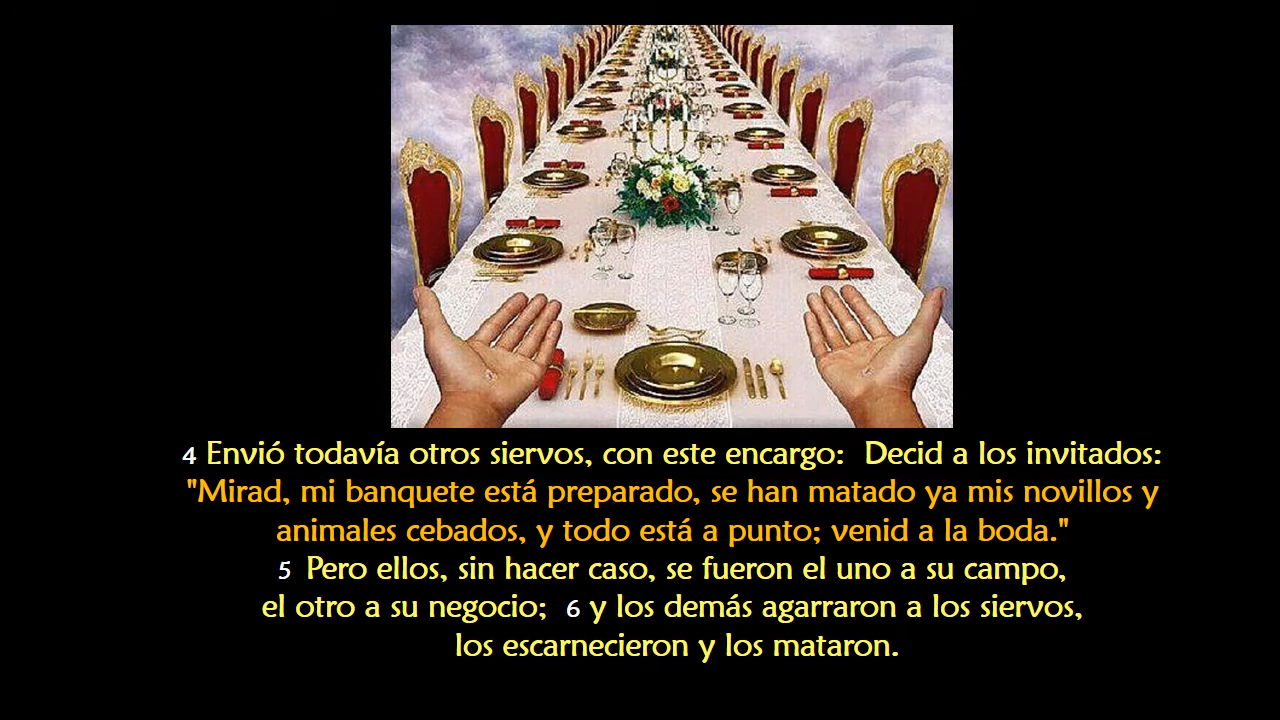 4 Envió todavía otros siervos, con este encargo: Decid a los invitados:
"Mirad, mi banquete está preparado, se han matado ya mis novillos y
animales cebados, y todo está a punto; venid a la boda."
5 Pero ellos, sin hacer caso, se fueron el uno a su campo,
el otro a su negocio; 6 y los demás agarraron a los siervos,
los escarnecieron y los mataron.